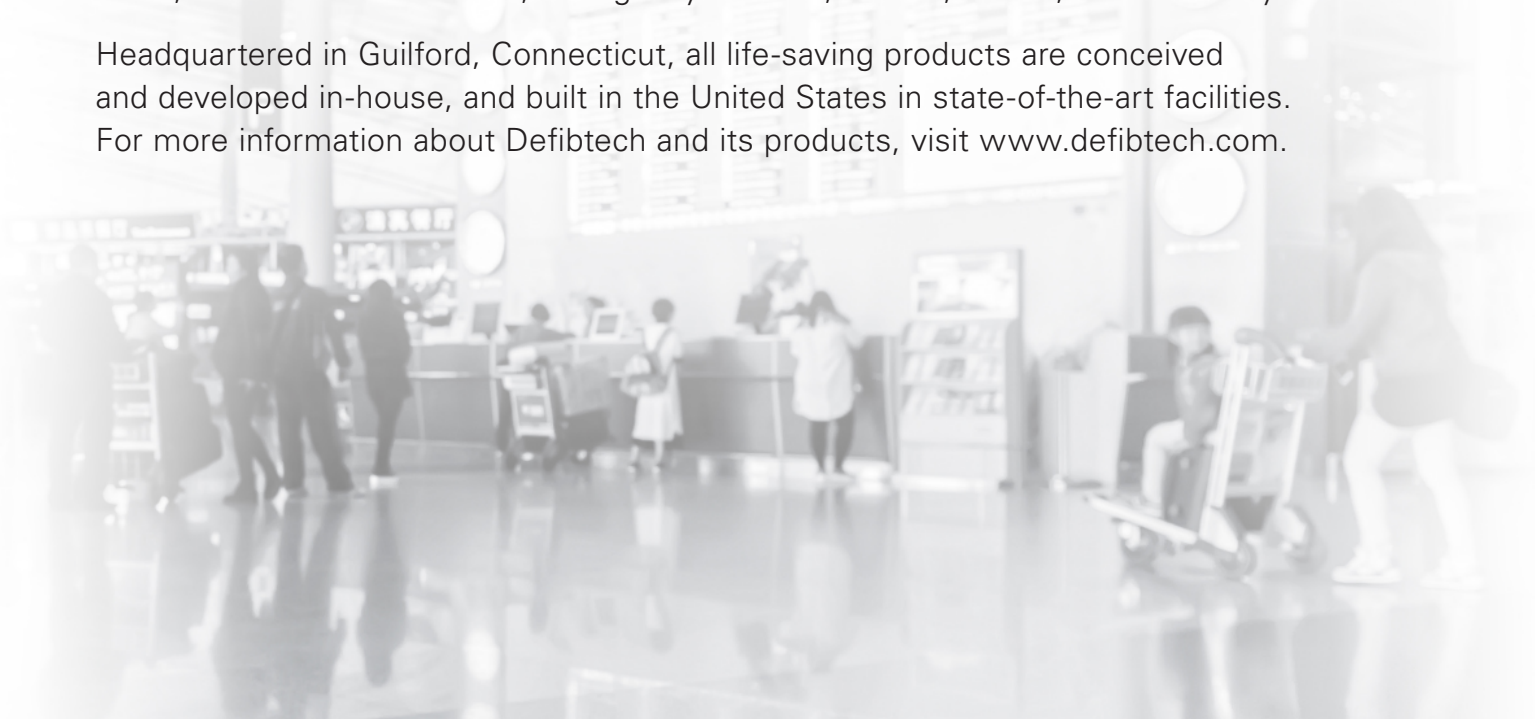 Headquartered in Guilford, Connecticut, all life-saving products are conceived
and developed in-house, and built in the United States in state-of-the-art facilities.
For more information about Defibtech and its products, visit www.defibtech.com.